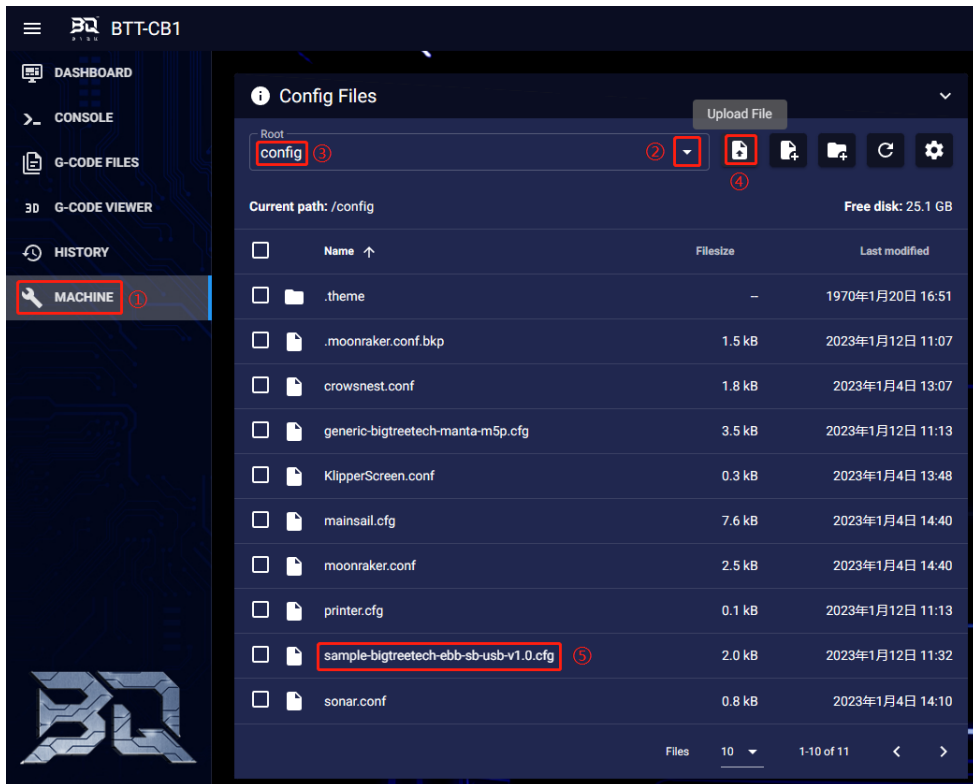 BTT-CB1
DASHBOARD
CONSOLE
G-CODE FILES
3D G-CODE VIEWER
HISTORY
MACHINE ①
Config Files
Upload File
Root
config ③ ②
④
Current path: /config Free disk: 25.1 GB
Name Filesize Last modified
.theme -- 1970年1月20日 16:51
.moonraker.conf.bkp 1.5 kB 2023年1月12日 11:07
crowsnest.conf 1.8 kB 2023年1月4日 13:07
generic-bigtreetech-manta-m5p.cfg 3.5 kB 2023年1月12日 11:13
KlipperScreen.conf 0.3 kB 2023年1月4日 13:48
mainsail.cfg 7.6 kB 2023年1月4日 14:40
moonraker.conf 2.5 kB 2023年1月4日 14:40
printer.cfg 0.1 kB 2023年1月12日 11:13
sample-bigtreetech-ebb-sb-usb-v1.0.cfg ⑤ 2.0 kB 2023年1月12日 11:32
sonar.conf 0.8 kB 2023年1月4日 14:10
Files 10 1-10 of 11